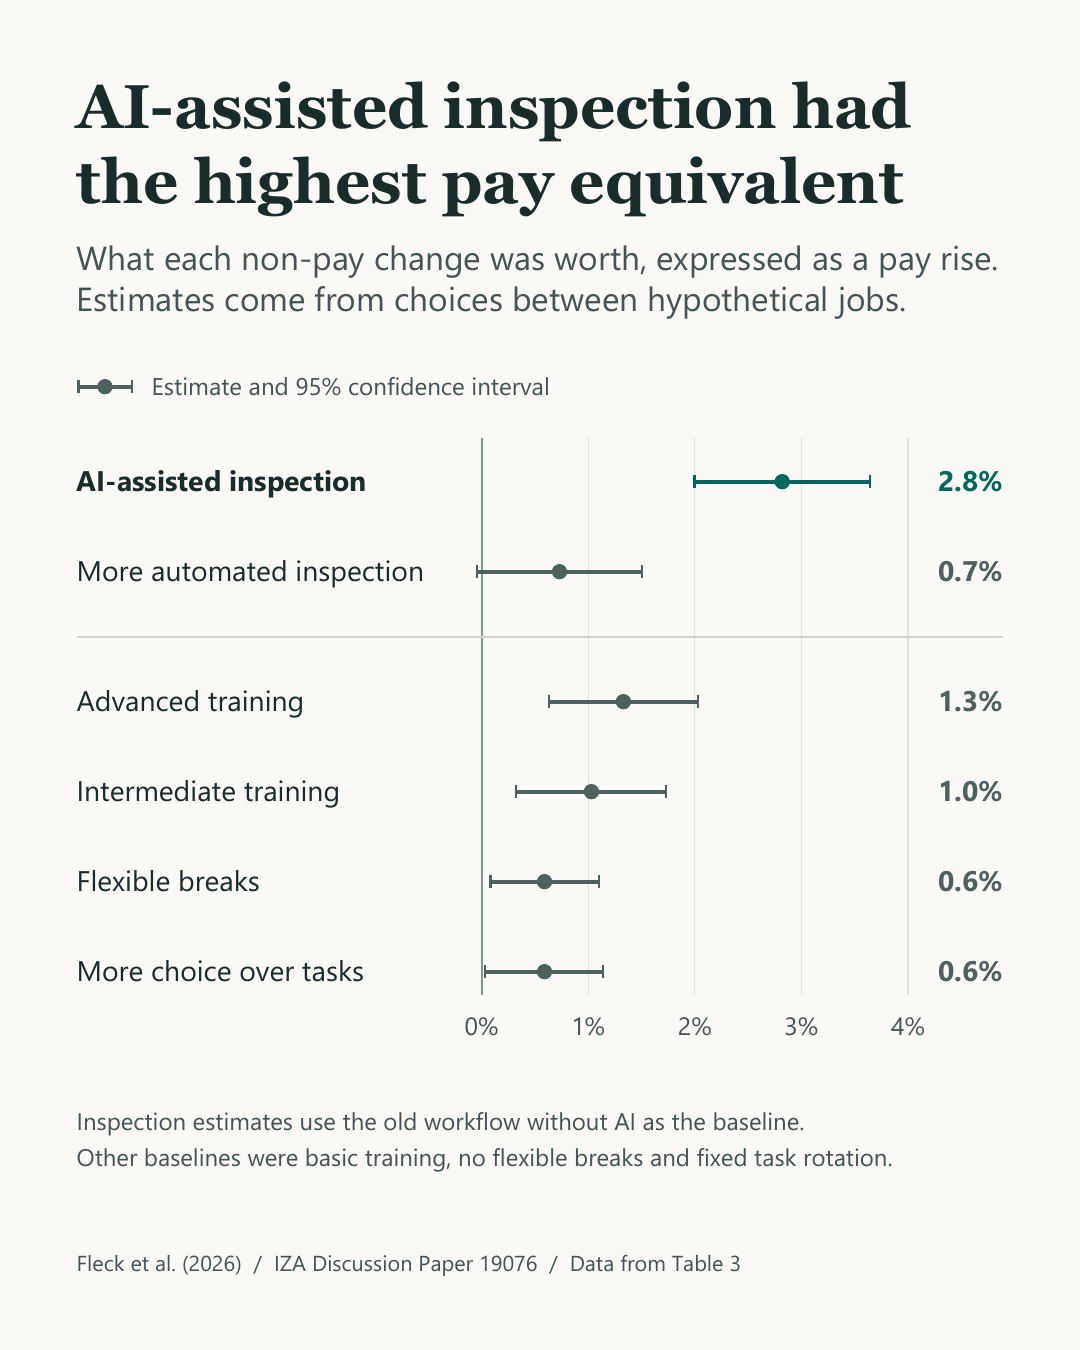 AI-assisted inspection had
the highest pay equivalent
What each non-pay change was worth, expressed as a pay rise.
Estimates come from choices between hypothetical jobs.
Estimate and 95% confidence interval
AI-assisted inspection 2.8%
More automated inspection 0.7%
Advanced training 1.3%
Intermediate training 1.0%
Flexible breaks 0.6%
More choice over tasks 0.6%
0% 1% 2% 3% 4%
Inspection estimates use the old workflow without AI as the baseline.
Other baselines were basic training, no flexible breaks and fixed task rotation.
Fleck et al. (2026) / IZA Discussion Paper 19076 / Data from Table 3